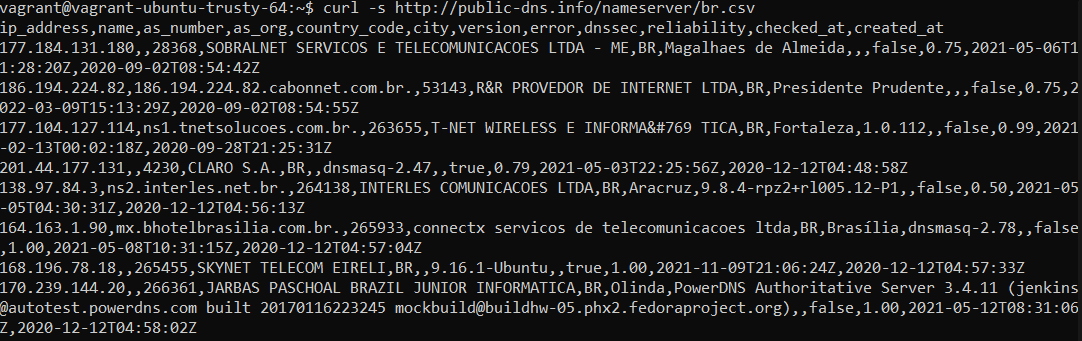 vagrant@vagrant-ubuntu-trusty-64:~$ curl -s http://public-dns.info/nameserver/br.csv
ip_address,name,as_number,as_org,country_code,city,version,error,dnssec,reliability,checked_at,created_at
177.184.131.180,,28368,SOBRALNET SERVICOS E TELECOMUNICACOES LTDA - ME,BR,Magalhaes de Almeida,,,false,0.75,2021-05-06T1
1:28:20Z,2020-09-02T08:54:42Z
186.194.224.82,186.194.224.82.cabonnet.com.br.,53143,R&R PROVEDOR DE INTERNET LTDA,BR,Presidente Prudente,,,false,0.75,2
022-03-09T15:13:29Z,2020-09-02T08:54:55Z
177.104.127.114,ns1.tnetsolucoes.com.br.,263655,T-NET WIRELESS E INFORMA&#769 TICA,BR,Fortaleza,1.0.112,,false,0.99,2021
-02-13T00:02:18Z,2020-09-28T21:25:31Z
201.44.177.131,,4230,CLARO S.A.,BR,,dnsmasq-2.47,,true,0.79,2021-05-03T22:25:56Z,2020-12-12T04:48:58Z
138.97.84.3,ns2.interles.net.br.,264138,INTERLES COMUNICACOES LTDA,BR,Aracruz,9.8.4-rpz2+rl005.12-P1,,false,0.50,2021-05
-05T04:30:31Z,2020-12-12T04:56:13Z
164.163.1.90,mx.bhotelbrasilia.com.br.,265933,connectx servicos de telecomunicacoes ltda,BR,Brasília,dnsmasq-2.78,,false
,1.00,2021-05-08T10:31:15Z,2020-12-12T04:57:04Z
168.196.78.18,,265455,SKYNET TELECOM EIRELI,BR,,9.16.1-Ubuntu,,true,1.00,2021-11-09T21:06:24Z,2020-12-12T04:57:33Z
170.239.144.20,,266361,JARBAS PASCHOAL BRAZIL JUNIOR INFORMATICA,BR,Olinda,PowerDNS Authoritative Server 3.4.11 (jenkins
@autotest.powerdns.com built 20170116223245 mockbuild@buildhw-05.phx2.fedoraproject.org),,false,1.00,2021-05-12T08:31:06
Z,2020-12-12T04:58:02Z